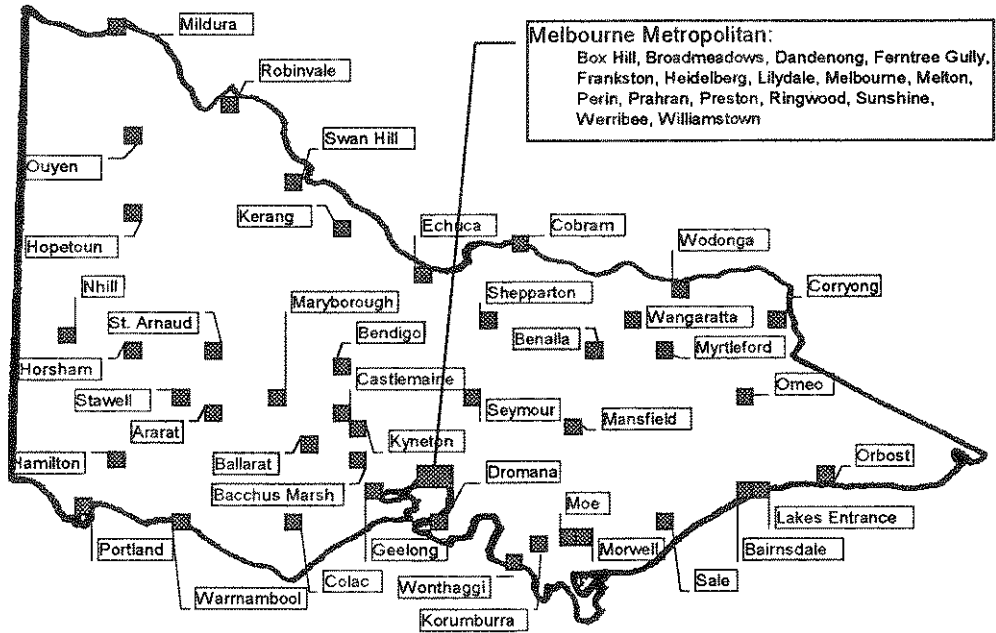 Mildura
Melbourne Metropolitan:
Box Hill, Broadmeadows, Dandenong, Ferntree Gully,
Frankston, Heidelberg, Lilydale, Melbourne, Melton,
Perin, Prahran, Preston, Ringwood, Sunshine,
Werribee, Williamstown
Robinvale
Swan Hill
Ouyen
Kerang
Echuca
Cobram
Hopetoun
Wodonga
Nhill
Maryborough
Shepparton
Corryong
St. Arnaud
Bendigo
Benalla
Wangaratta
Myrtleford
Horsham
Castlemaine
Omeo
Stawell
Seymour
Mansfield
Ararat
Kyneton
Hamilton
Ballarat
Dromana
Orbost
Bacchus Marsh
Moe
Lakes Entrance
Portland
Geelong
Morwell
Bairnsdale
Warrnambool
Colac
Wonthaggi
Sale
Korumburra